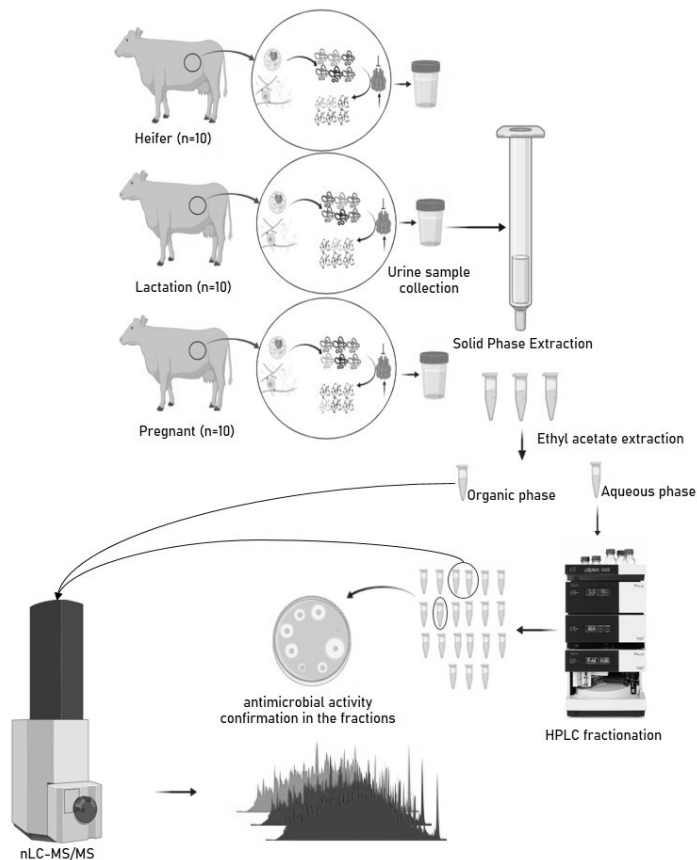 Heifer (n=10)
Lactation (n=10)
Urine sample
collection
Solid Phase Extraction
Pregnant (n=10)
Ethyl acetate extraction
Organic phase
Aqueous phase
antimicrobial activity
confirmation in the fractions
HPLC fractionation
nLC-MS/MS